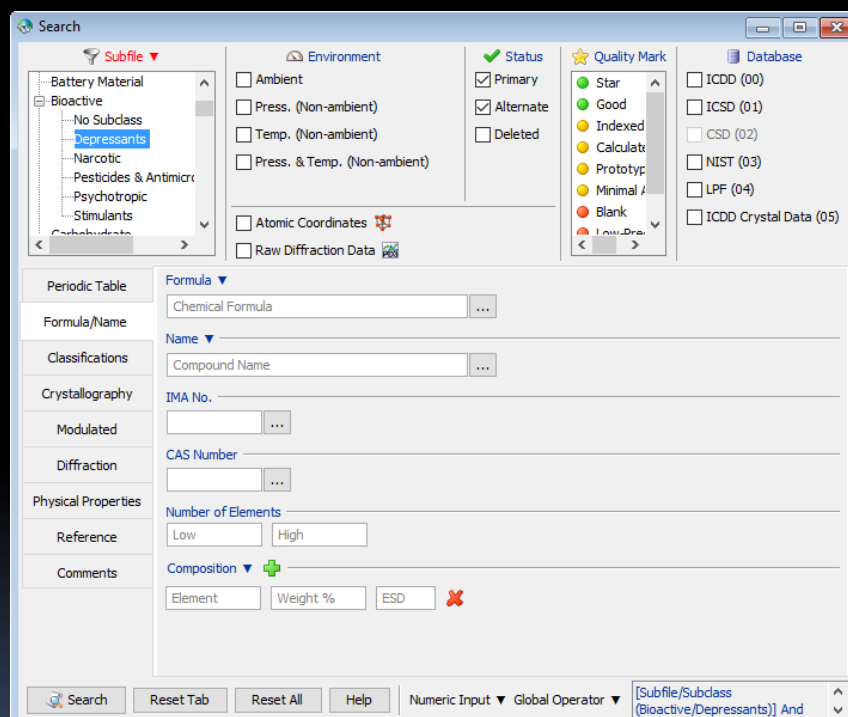 Search
Subfile ▼
Battery Material
Bioactive
No Subclass
Depressants
Narcotic
Pesticides & Antimicro
Psychotropic
Stimulants
Environment
Ambient
Press. (Non-ambient)
Temp. (Non-ambient)
Press. & Temp. (Non-ambient)
Atomic Coordinates
Raw Diffraction Data
Status
Primary
Alternate
Deleted
Quality Mark
Star
Good
Indexed
Calculate
Prototyp
Minimal A
Blank
Low-Pre
Database
ICDD (00)
ICSD (01)
CSD (02)
NIST (03)
LPF (04)
ICDD Crystal Data (05)
Periodic Table
Formula/Name
Classifications
Crystallography
Modulated
Diffraction
Physical Properties
Reference
Comments
Formula ▼
Chemical Formula
...
Name ▼
Compound Name
...
IMA No.
...
CAS Number
...
Number of Elements
Low High
Composition ▼
Element Weight % ESD
Search Reset Tab Reset All Help Numeric Input ▼ Global Operator ▼
[Subfile/Subclass
(Bioactive/Depressants)] And